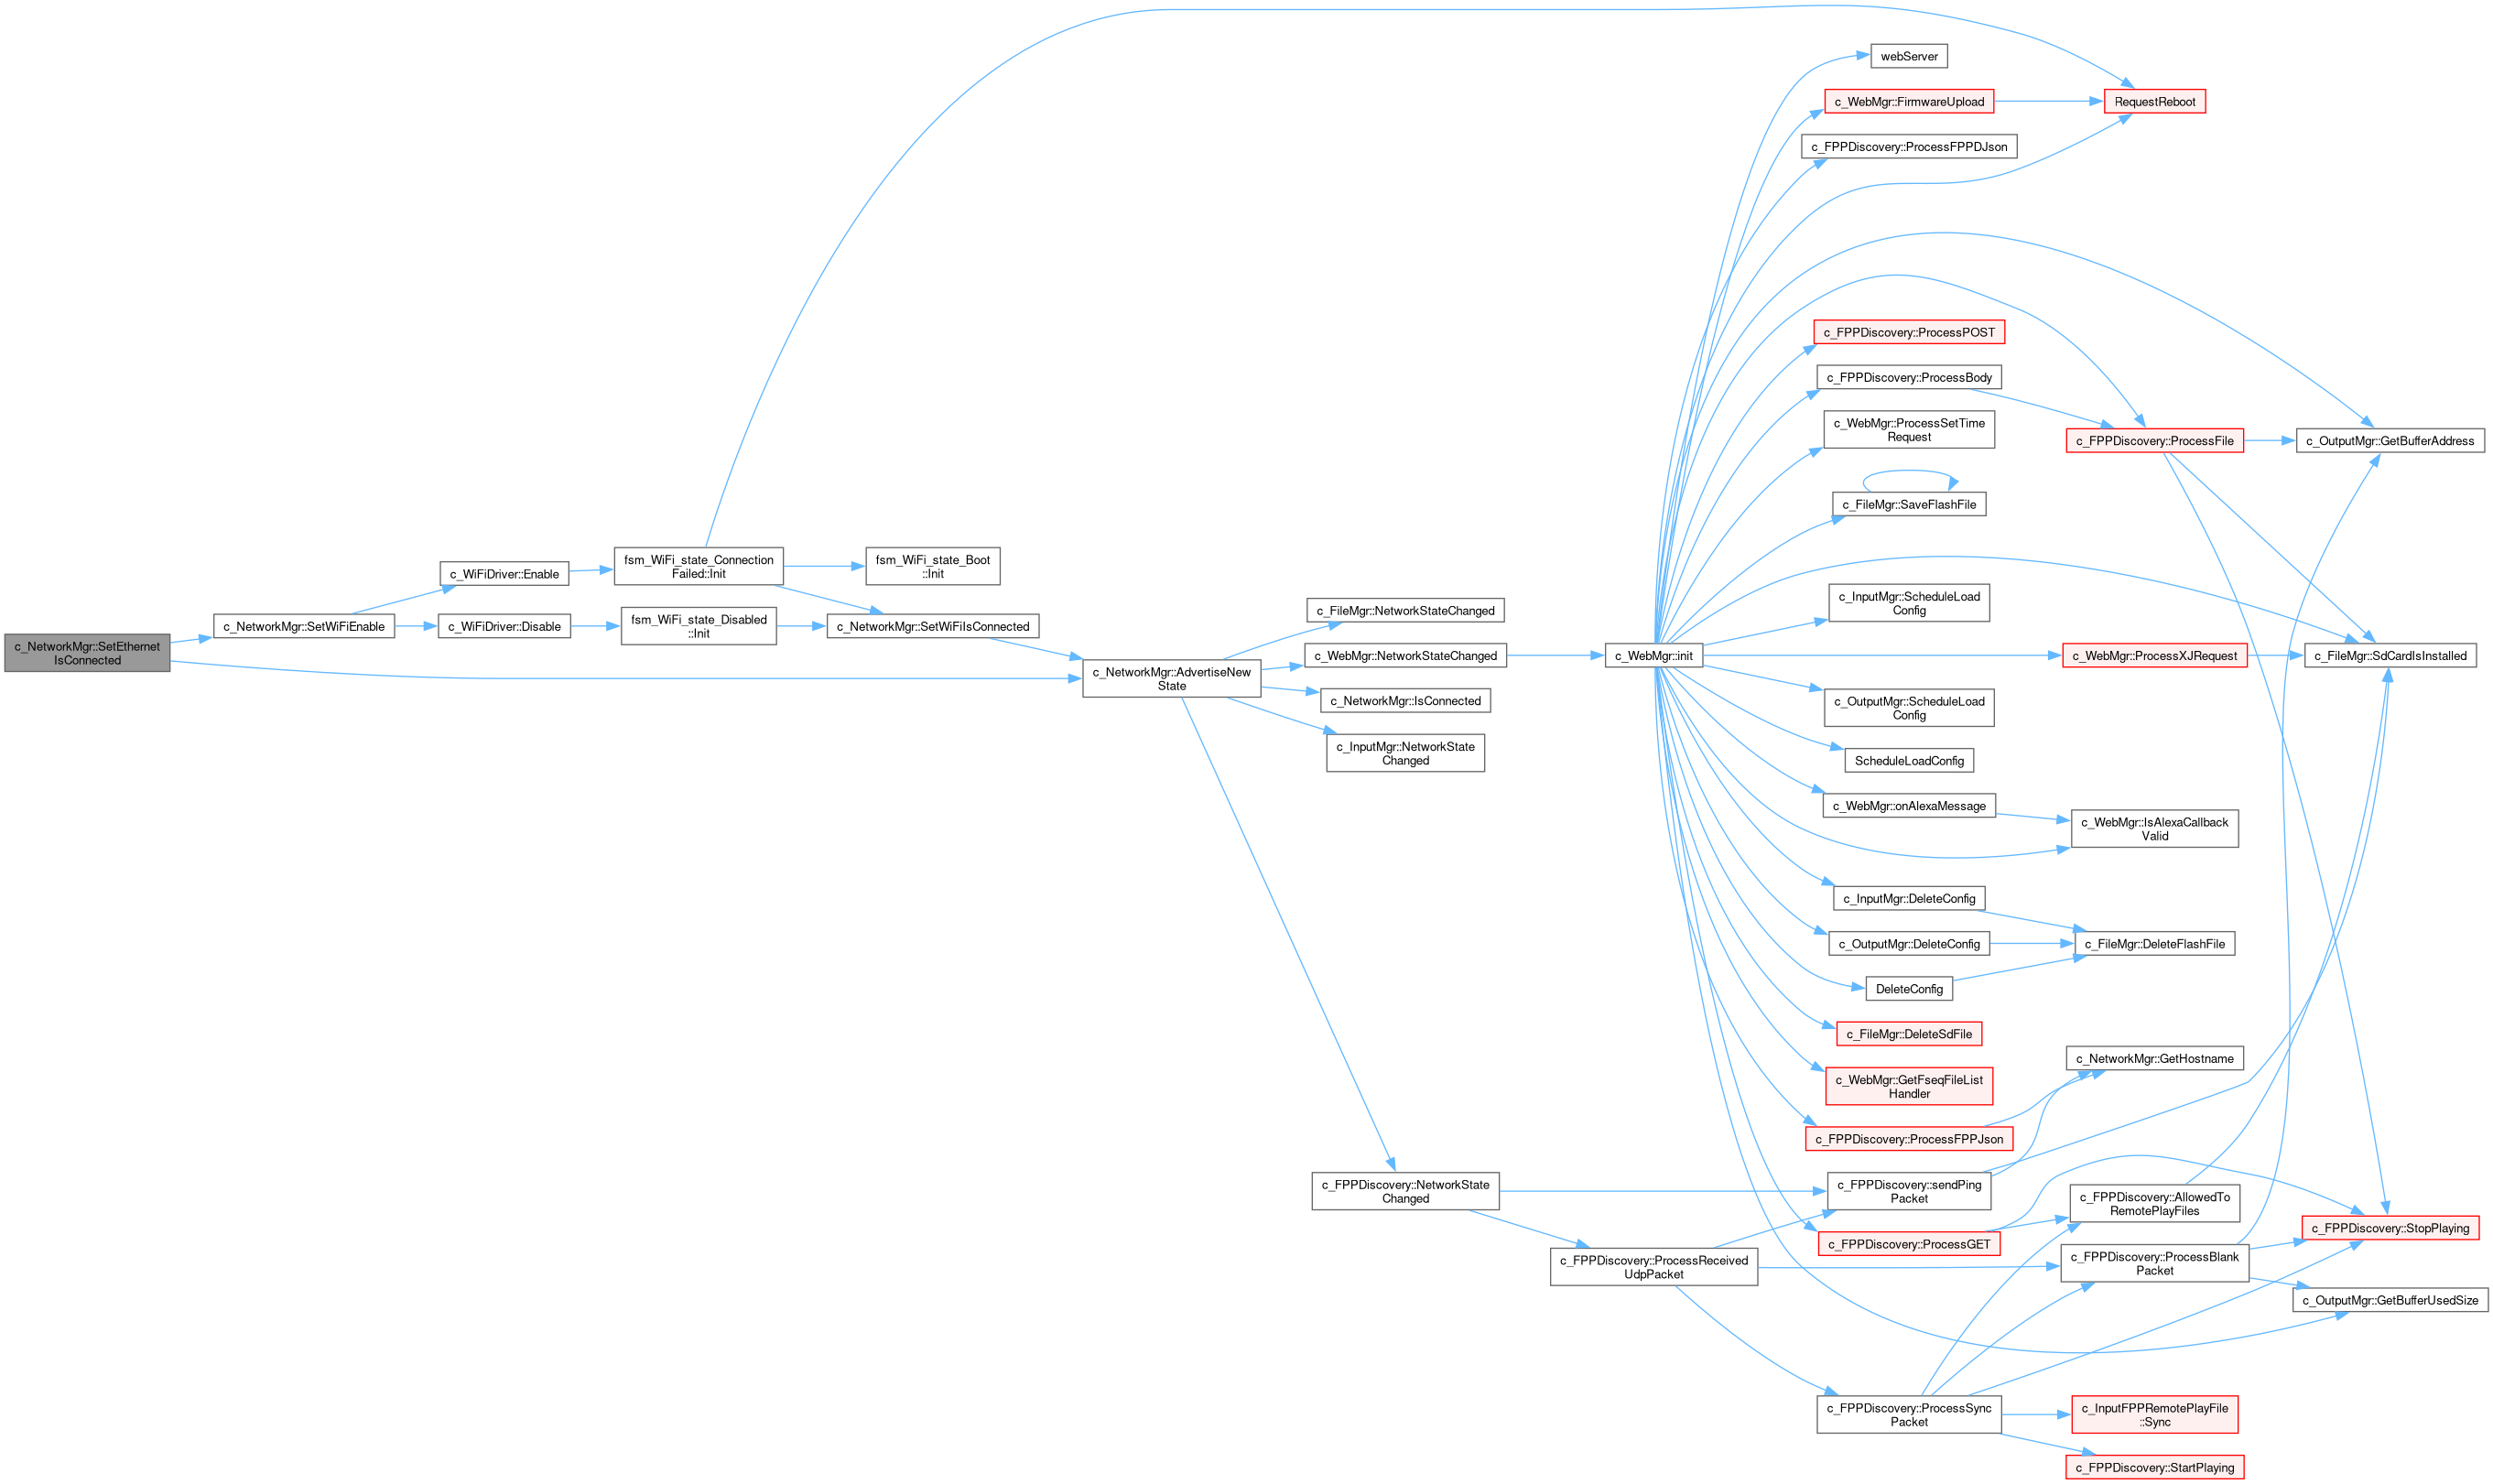 c_NetworkMgr::SetEthernet
IsConnected
c_NetworkMgr::SetWiFiEnable
c_WiFiDriver::Enable
c_WiFiDriver::Disable
fsm_WiFi_state_Connection
Failed::Init
fsm_WiFi_state_Disabled
::Init
fsm_WiFi_state_Boot
::Init
c_NetworkMgr::SetWiFiIsConnected
c_NetworkMgr::AdvertiseNew
State
c_FileMgr::NetworkStateChanged
c_WebMgr::NetworkStateChanged
c_NetworkMgr::IsConnected
c_InputMgr::NetworkState
Changed
c_FPPDiscovery::NetworkState
Changed
c_FPPDiscovery::ProcessReceived
UdpPacket
c_WebMgr::init
webServer
c_WebMgr::FirmwareUpload
c_FPPDiscovery::ProcessFPPDJson
c_FPPDiscovery::ProcessPOST
c_FPPDiscovery::ProcessBody
c_WebMgr::ProcessSetTime
Request
c_FileMgr::SaveFlashFile
c_InputMgr::ScheduleLoad
Config
c_OutputMgr::ScheduleLoad
Config
ScheduleLoadConfig
c_WebMgr::onAlexaMessage
c_InputMgr::DeleteConfig
c_OutputMgr::DeleteConfig
DeleteConfig
c_FileMgr::DeleteSdFile
c_WebMgr::GetFseqFileList
Handler
c_FPPDiscovery::ProcessFPPJson
c_FPPDiscovery::sendPing
Packet
c_FPPDiscovery::ProcessGET
c_FPPDiscovery::ProcessSync
Packet
RequestReboot
c_FPPDiscovery::ProcessFile
c_WebMgr::ProcessXJRequest
c_WebMgr::IsAlexaCallback
Valid
c_FileMgr::DeleteFlashFile
c_NetworkMgr::GetHostname
c_FPPDiscovery::AllowedTo
RemotePlayFiles
c_FPPDiscovery::ProcessBlank
Packet
c_InputFPPRemotePlayFile
::Sync
c_FPPDiscovery::StartPlaying
c_OutputMgr::GetBufferAddress
c_FileMgr::SdCardIsInstalled
c_FPPDiscovery::StopPlaying
c_OutputMgr::GetBufferUsedSize